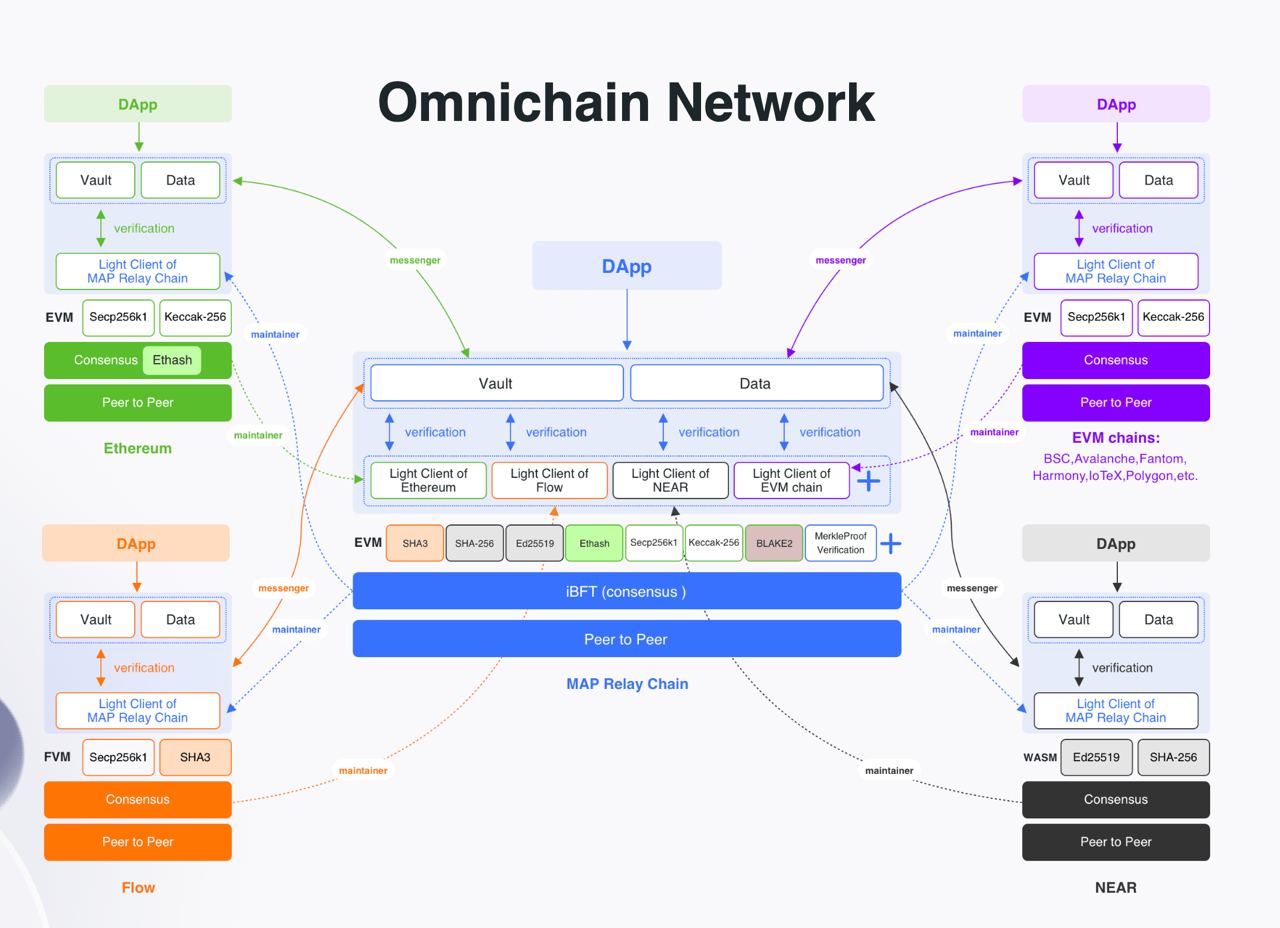 Omnichain Network
DApp
Vault
Data
verification
Light Client of
MAP Relay Chain
EVM
Secp256k1
Keccak-256
Consensus
Ethash
Peer to Peer
Ethereum
messenger
maintainer
maintainer
DApp
Vault
Data
verification
verification
verification
verification
Light Client of
Ethereum
Light Client of
Flow
Light Client of
NEAR
Light Client of
EVM chain
EVM
SHA3
SHA-256
Ed25519
Ethash
Secp256k1
Keccak-256
BLAKE2
MerkleProof
Verification
iBFT (consensus )
Peer to Peer
MAP Relay Chain
messenger
maintainer
maintainer
DApp
Vault
Data
verification
Light Client of
MAP Relay Chain
EVM
Secp256k1
Keccak-256
Consensus
Peer to Peer
EVM chains:
BSC,Avalanche,Fantom,
Harmony,IoTeX,Polygon,etc.
DApp
Vault
Data
verification
Light Client of
MAP Relay Chain
FVM
Secp256k1
SHA3
Consensus
Peer to Peer
Flow
messenger
maintainer
maintainer
messenger
maintainer
maintainer
DApp
Vault
Data
verification
Light Client of
MAP Relay Chain
WASM
Ed25519
SHA-256
Consensus
Peer to Peer
NEAR